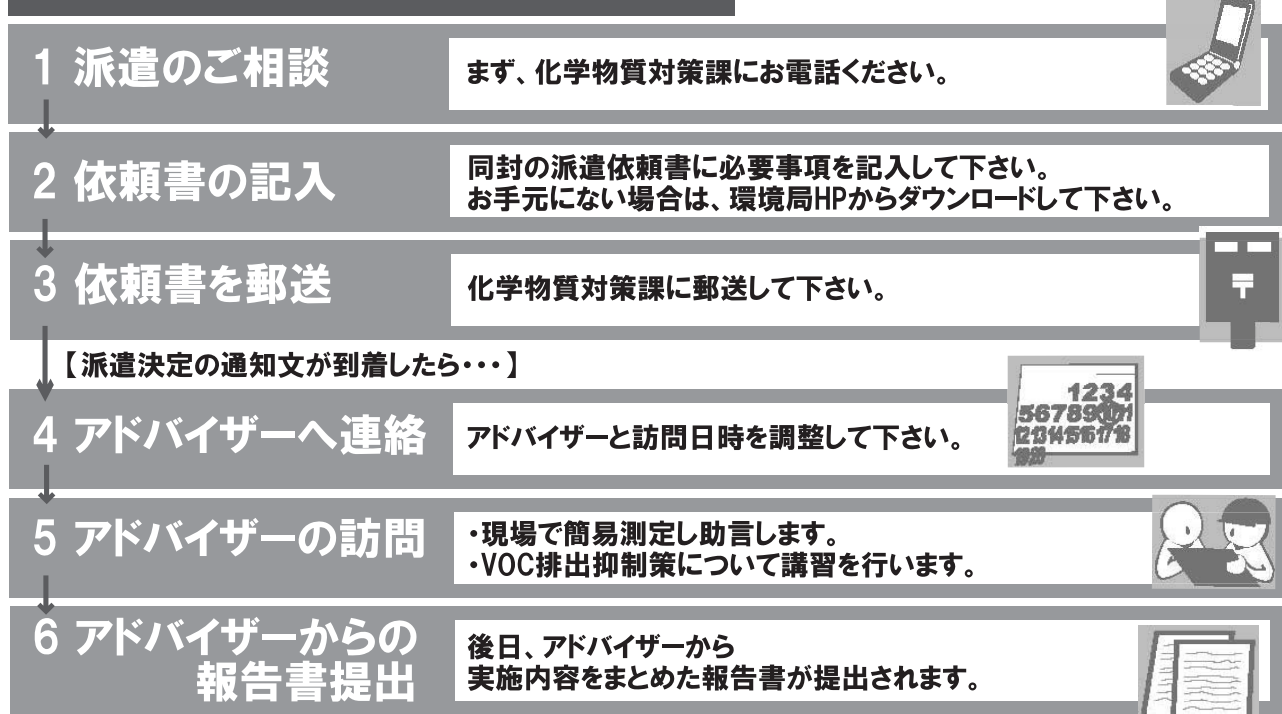 1 派遣のご相談
まず、化学物質対策課にお電話ください。
2 依頼書の記入
同封の派遣依頼書に必要事項を記入して下さい。
お手元にない場合は、環境局HPからダウンロードして下さい。
3 依頼書を郵送
化学物質対策課に郵送して下さい。
〒
【派遣決定の通知文が到着したら・・・】
4 アドバイザーへ連絡
アドバイザーと訪問日時を調整して下さい。
1234
567891011
12131415161718
1920
5 アドバイザーの訪問
・現場で簡易測定し助言します。
・VOC排出抑制策について講習を行います。
6 アドバイザーからの
報告書提出
後日、アドバイザーから
実施内容をまとめた報告書が提出されます。